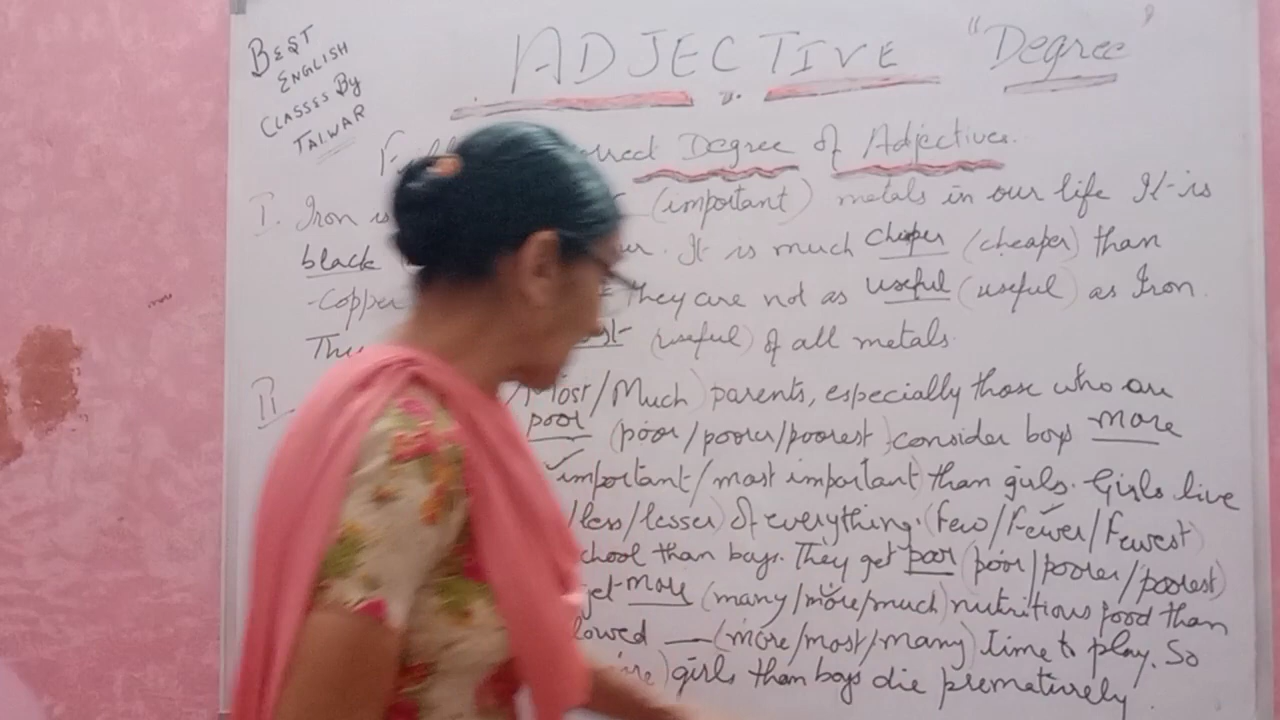 BEST
ENGLISH
CLASSES By
TALWAR
ADJECTIVE "Degree"
Degree of Adjectives.
I. Iron is (important) metals in our life It is
black It is much cheaper (cheaper) than
-copper they are not as useful (useful) as Iron.
(useful) of all metals.
II Most/Much) parents, especially those who are
poor (poor/poorer/poorest) consider boys more
important/most important) than girls. Girls live
/less/lesser) of everything. (Few/Fewer/Fewest)
than boys. They get poor (poor/poorer/poorest)
more (many/more/much) nutritious food than
(more/most/many) time to play. So
girls than boys die prematurely.